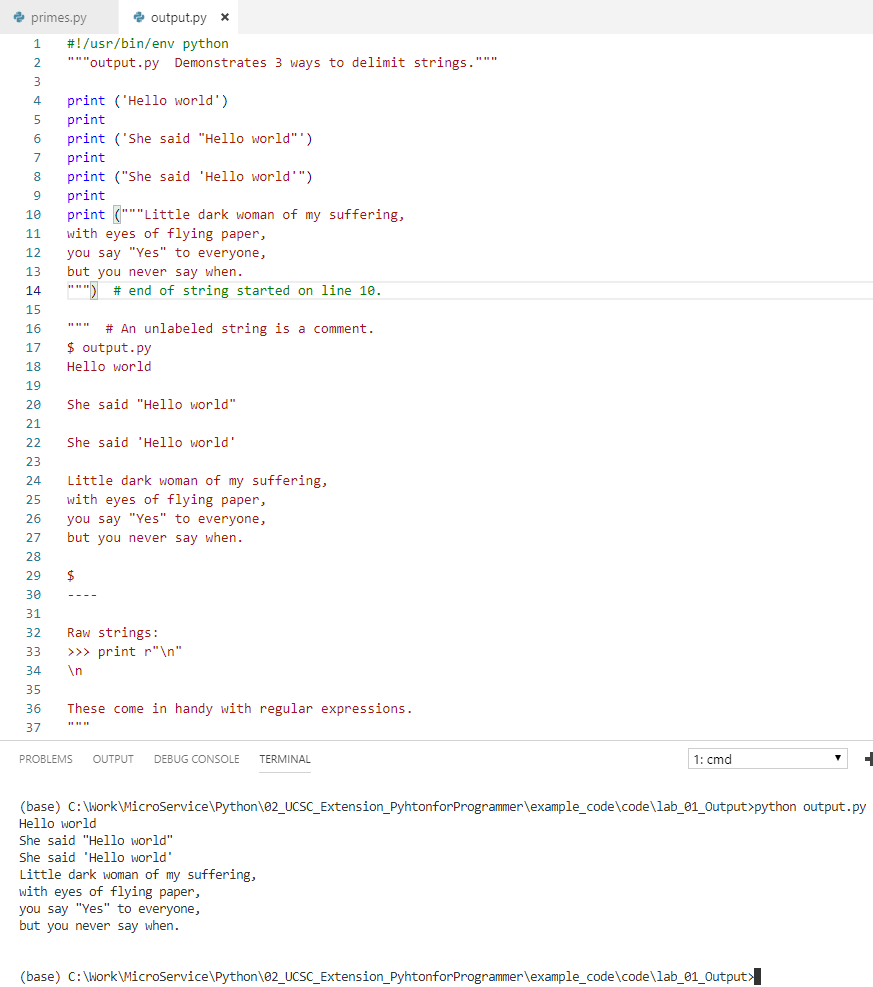 primes.py output.py ×
1 #!/usr/bin/env python
2 """output.py  Demonstrates 3 ways to delimit strings."""
3
4 print ('Hello world')
5 print
6 print ('She said "Hello world"')
7 print
8 print ("She said 'Hello world'")
9 print
10 print ("""Little dark woman of my suffering,
11 with eyes of flying paper,
12 you say "Yes" to everyone,
13 but you never say when.
14 """)  # end of string started on line 10.
15
16 """  # An unlabeled string is a comment.
17 $ output.py
18 Hello world
19
20 She said "Hello world"
21
22 She said 'Hello world'
23
24 Little dark woman of my suffering,
25 with eyes of flying paper,
26 you say "Yes" to everyone,
27 but you never say when.
28
29 $
30 ----
31
32 Raw strings:
33 >>> print r"\n"
34 \n
35
36 These come in handy with regular expressions.
37 """
PROBLEMS OUTPUT DEBUG CONSOLE TERMINAL 1: cmd
(base) C:\Work\MicroService\Python\02_UCSC_Extension_PyhtonforProgrammer\example_code\code\lab_01_Output>python output.py
Hello world
She said "Hello world"
She said 'Hello world'
Little dark woman of my suffering,
with eyes of flying paper,
you say "Yes" to everyone,
but you never say when.
(base) C:\Work\MicroService\Python\02_UCSC_Extension_PyhtonforProgrammer\example_code\code\lab_01_Output>